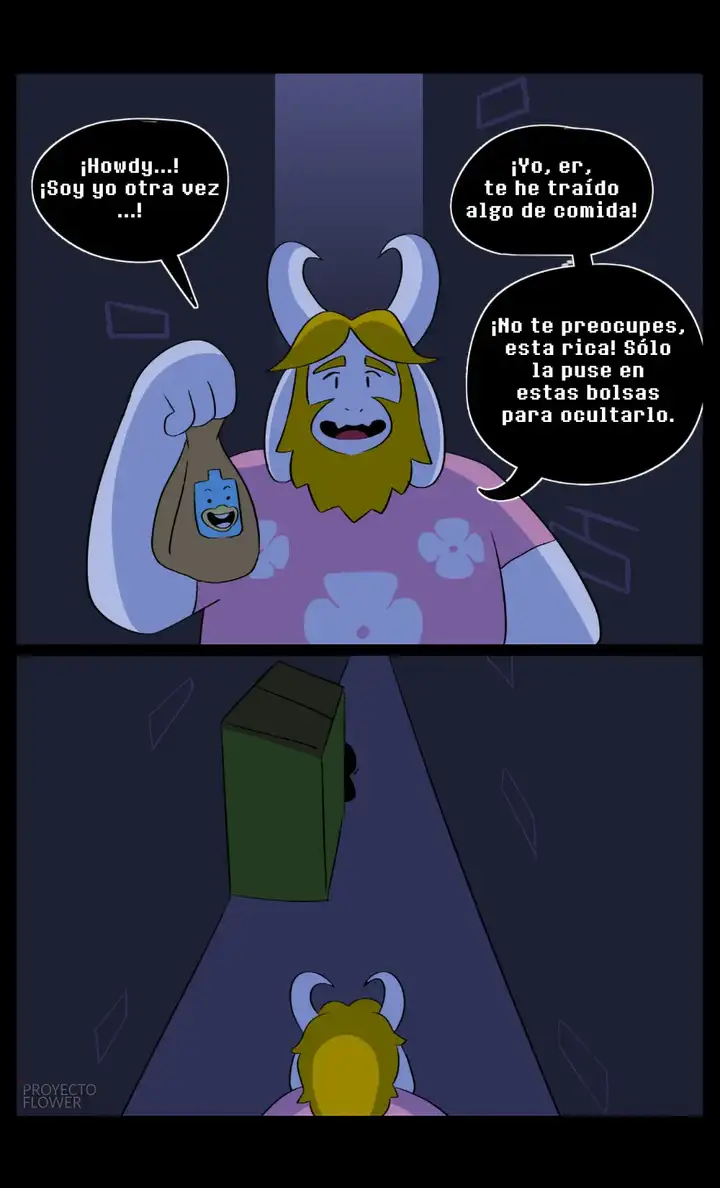 ¡Howdy...!
¡Soy yo otra vez
...!
¡Yo, er,
te he traído
algo de comida!
¡No te preocupes,
esta rica! Sólo
la puse en
estas bolsas
para ocultarlo.
PROYECTO
FLOWER